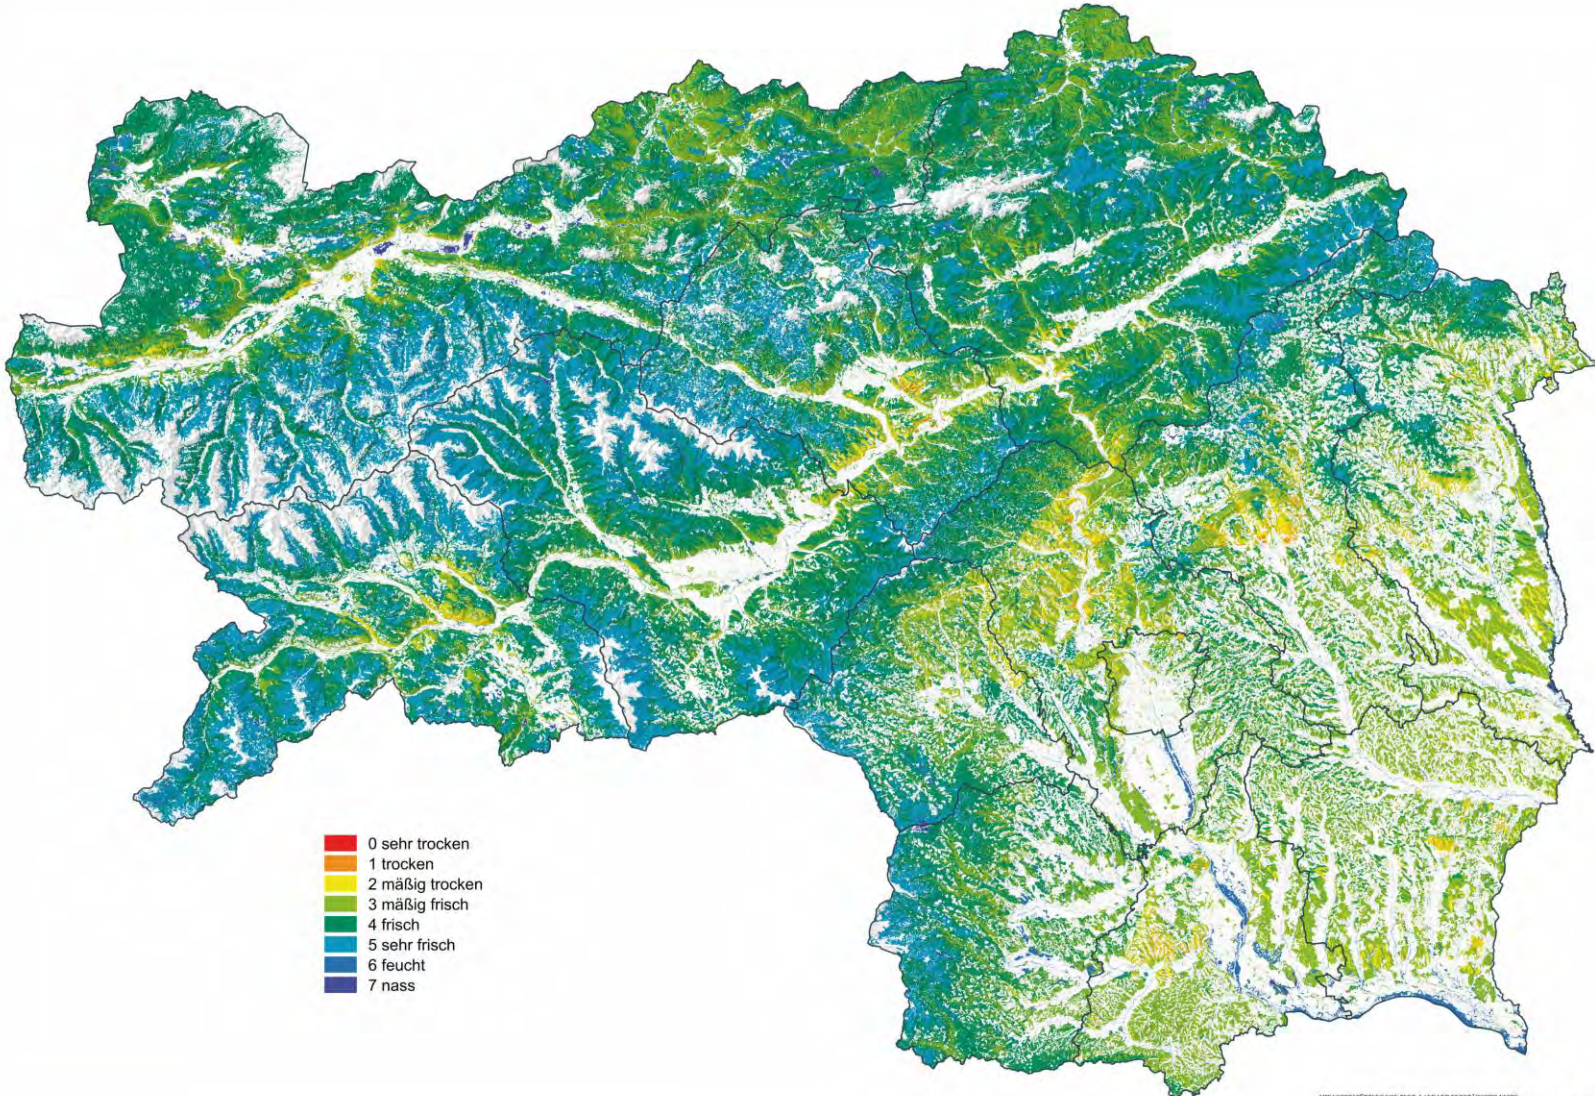 0 sehr trocken
1 trocken
2 mäßig trocken
3 mäßig frisch
4 frisch
5 sehr frisch
6 feucht
7 nass